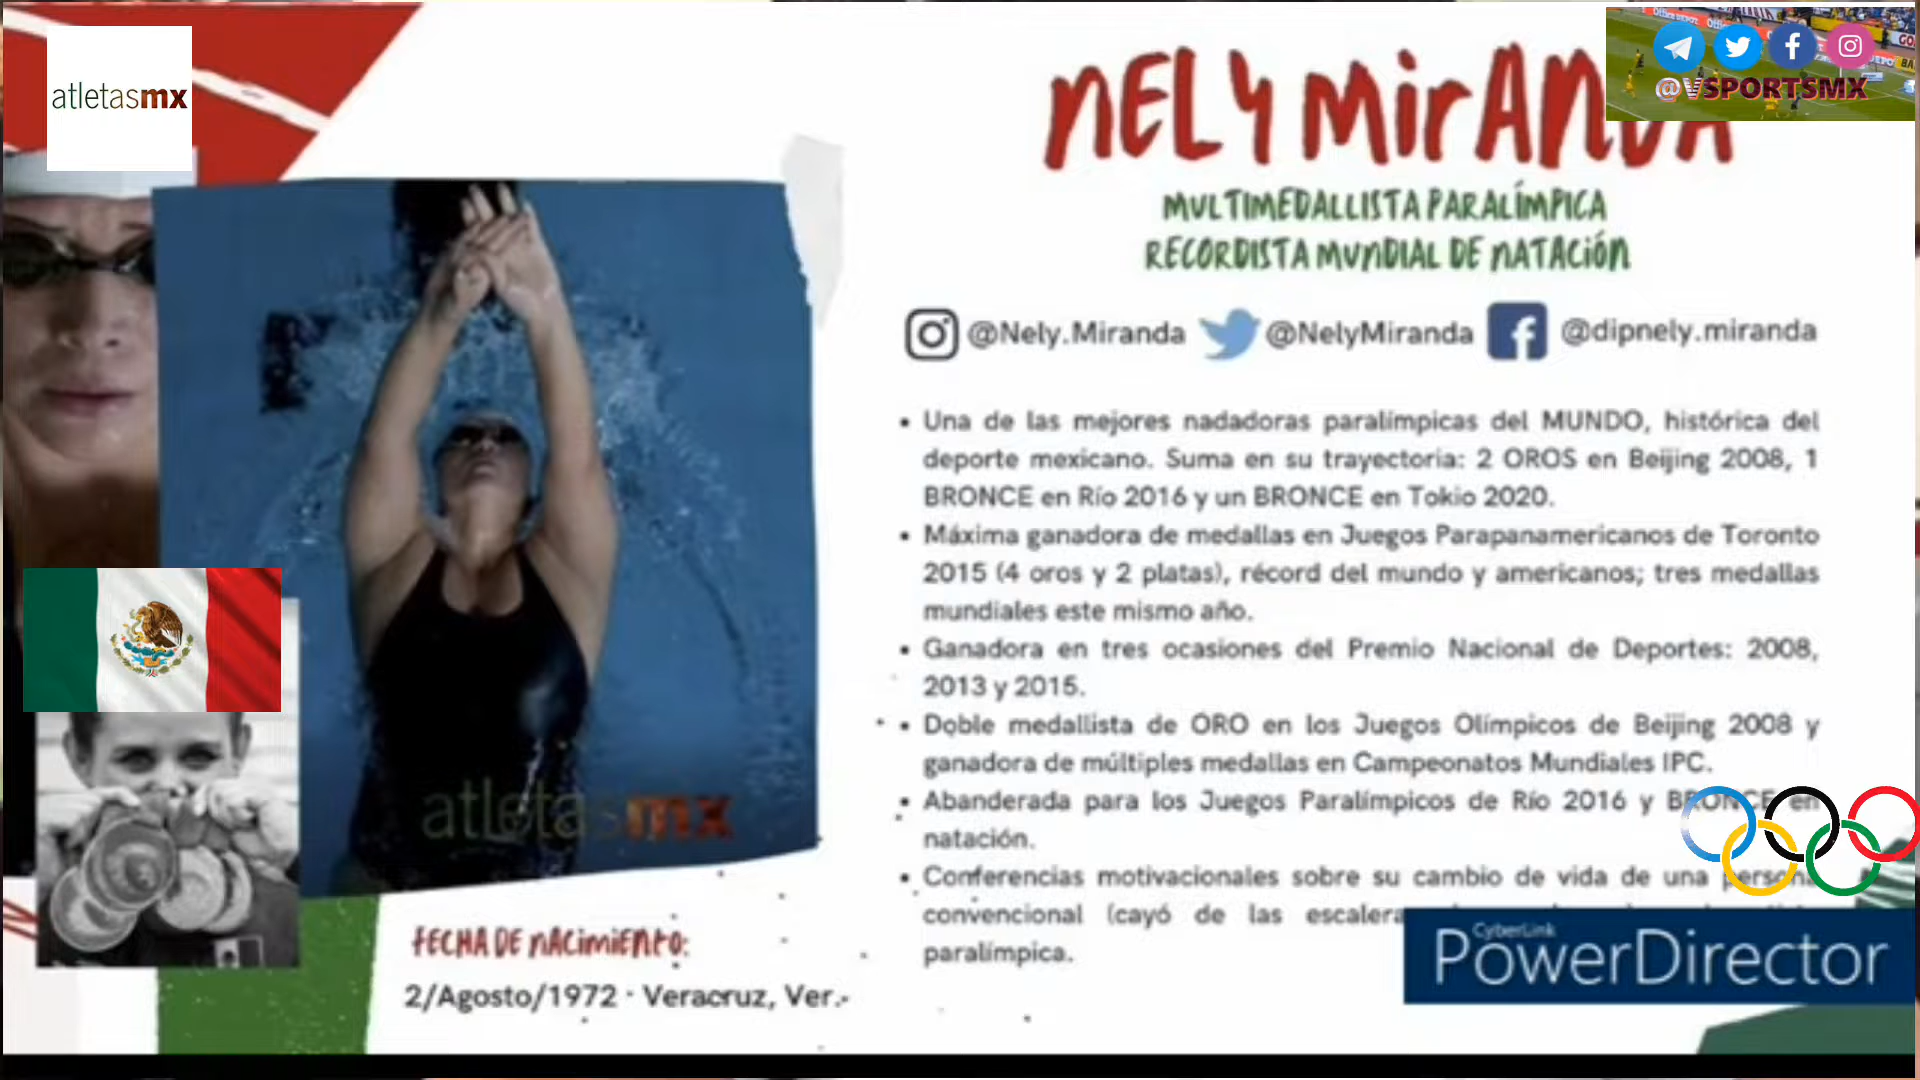 atletasmx
NELY MIRANDA
@VSPORTSMX
MULTIMEDALLISTA PARALÍMPICA
RECORDISTA MUNDIAL DE NATACIÓN
@Nely.Miranda @NelyMiranda @dipnely.miranda
• Una de las mejores nadadoras paralímpicas del MUNDO, histórica del
deporte mexicano. Suma en su trayectoria: 2 OROS en Beijing 2008, 1
BRONCE en Río 2016 y un BRONCE en Tokio 2020.
• Máxima ganadora de medallas en Juegos Parapanamericanos de Toronto
2015 (4 oros y 2 platas), récord del mundo y americanos; tres medallas
mundiales este mismo año.
• Ganadora en tres ocasiones del Premio Nacional de Deportes: 2008,
2013 y 2015.
• Doble medallista de ORO en los Juegos Olímpicos de Beijing 2008 y
ganadora de múltiples medallas en Campeonatos Mundiales IPC.
• Abanderada para los Juegos Paralímpicos de Río 2016 y BRONCE en
natación.
• Conferencias motivacionales sobre su cambio de vida de una persona
convencional (cayó de las
paralímpica.
atletasmx
FECHA DE NACIMIENTO:
2/Agosto/1972 · Veracruz, Ver.
CyberLink
PowerDirector